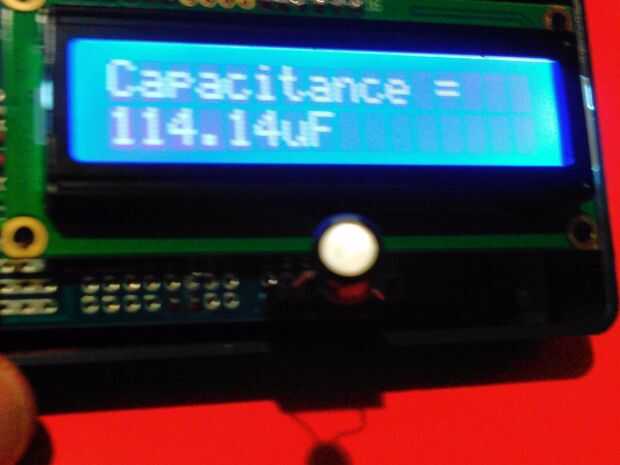 Capacitance =
114.14uF